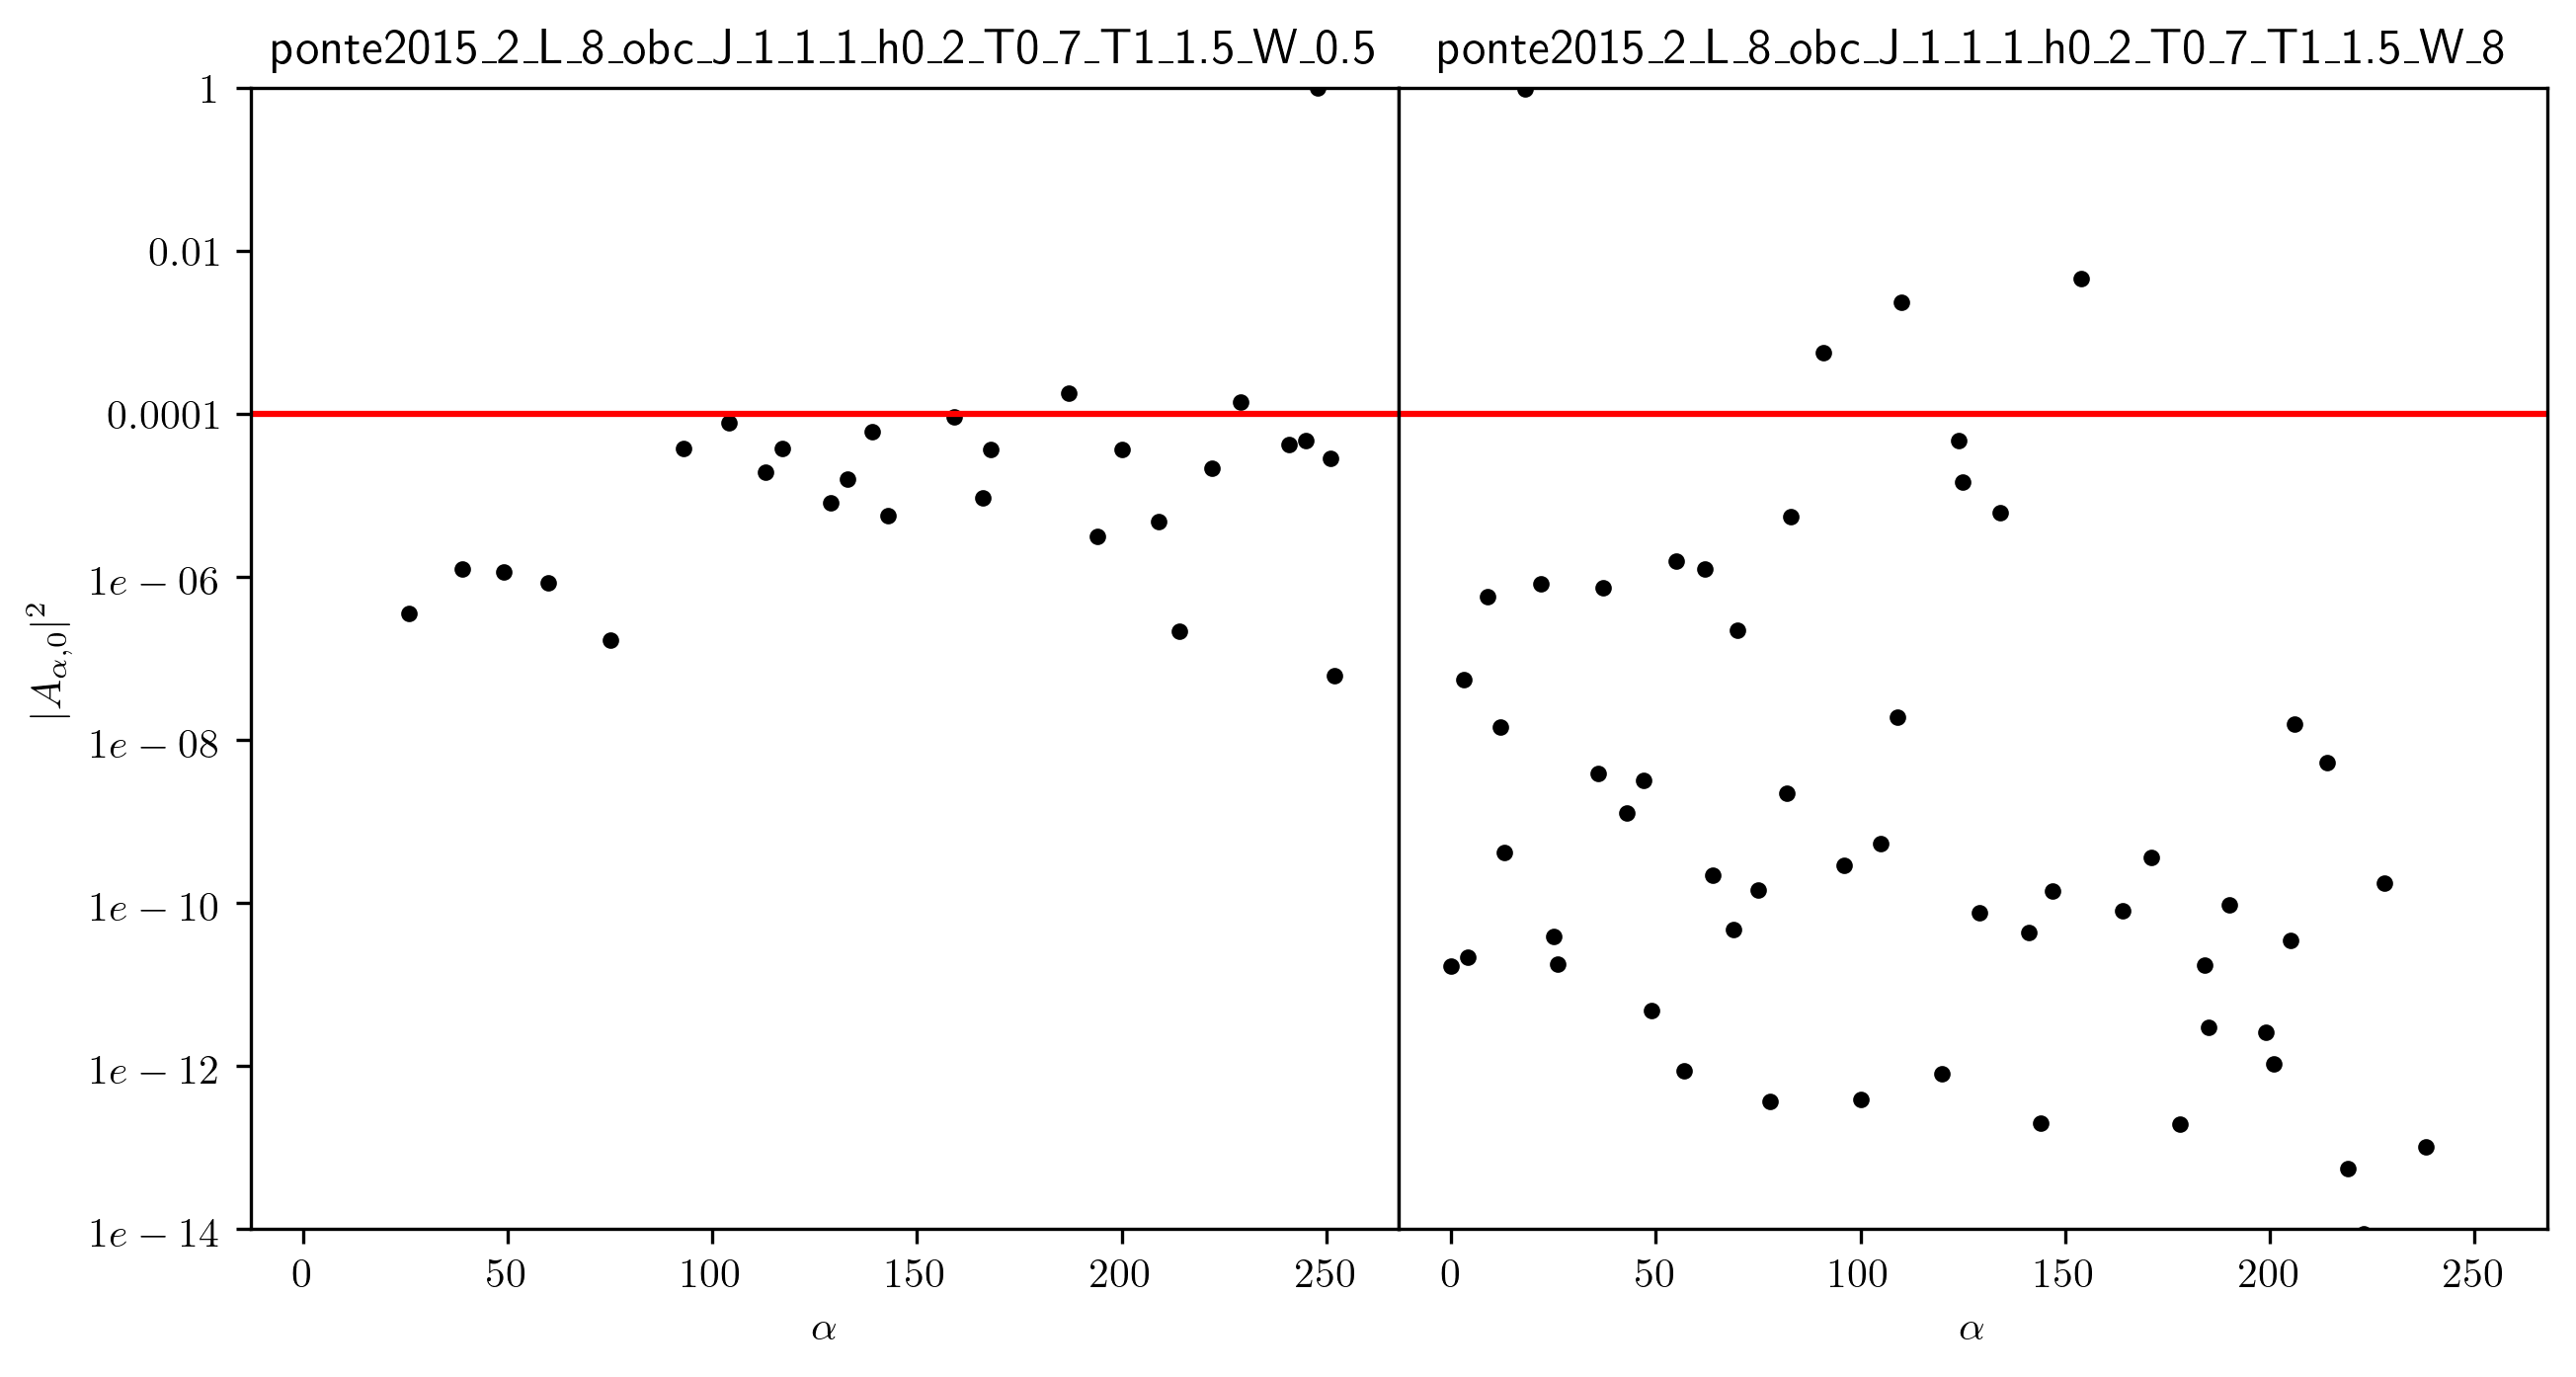 ponte2015_2_L_8_obc_J_1_1_1_h0_2_T0_7_T1_1.5_W_0.5
ponte2015_2_L_8_obc_J_1_1_1_h0_2_T0_7_T1_1.5_W_8
1
0.01
0.0001
1e − 06
1e − 08
1e − 10
1e − 12
1e − 14
|A_{α,0}|^2
0 50 100 150 200 250
0 50 100 150 200 250
α
α